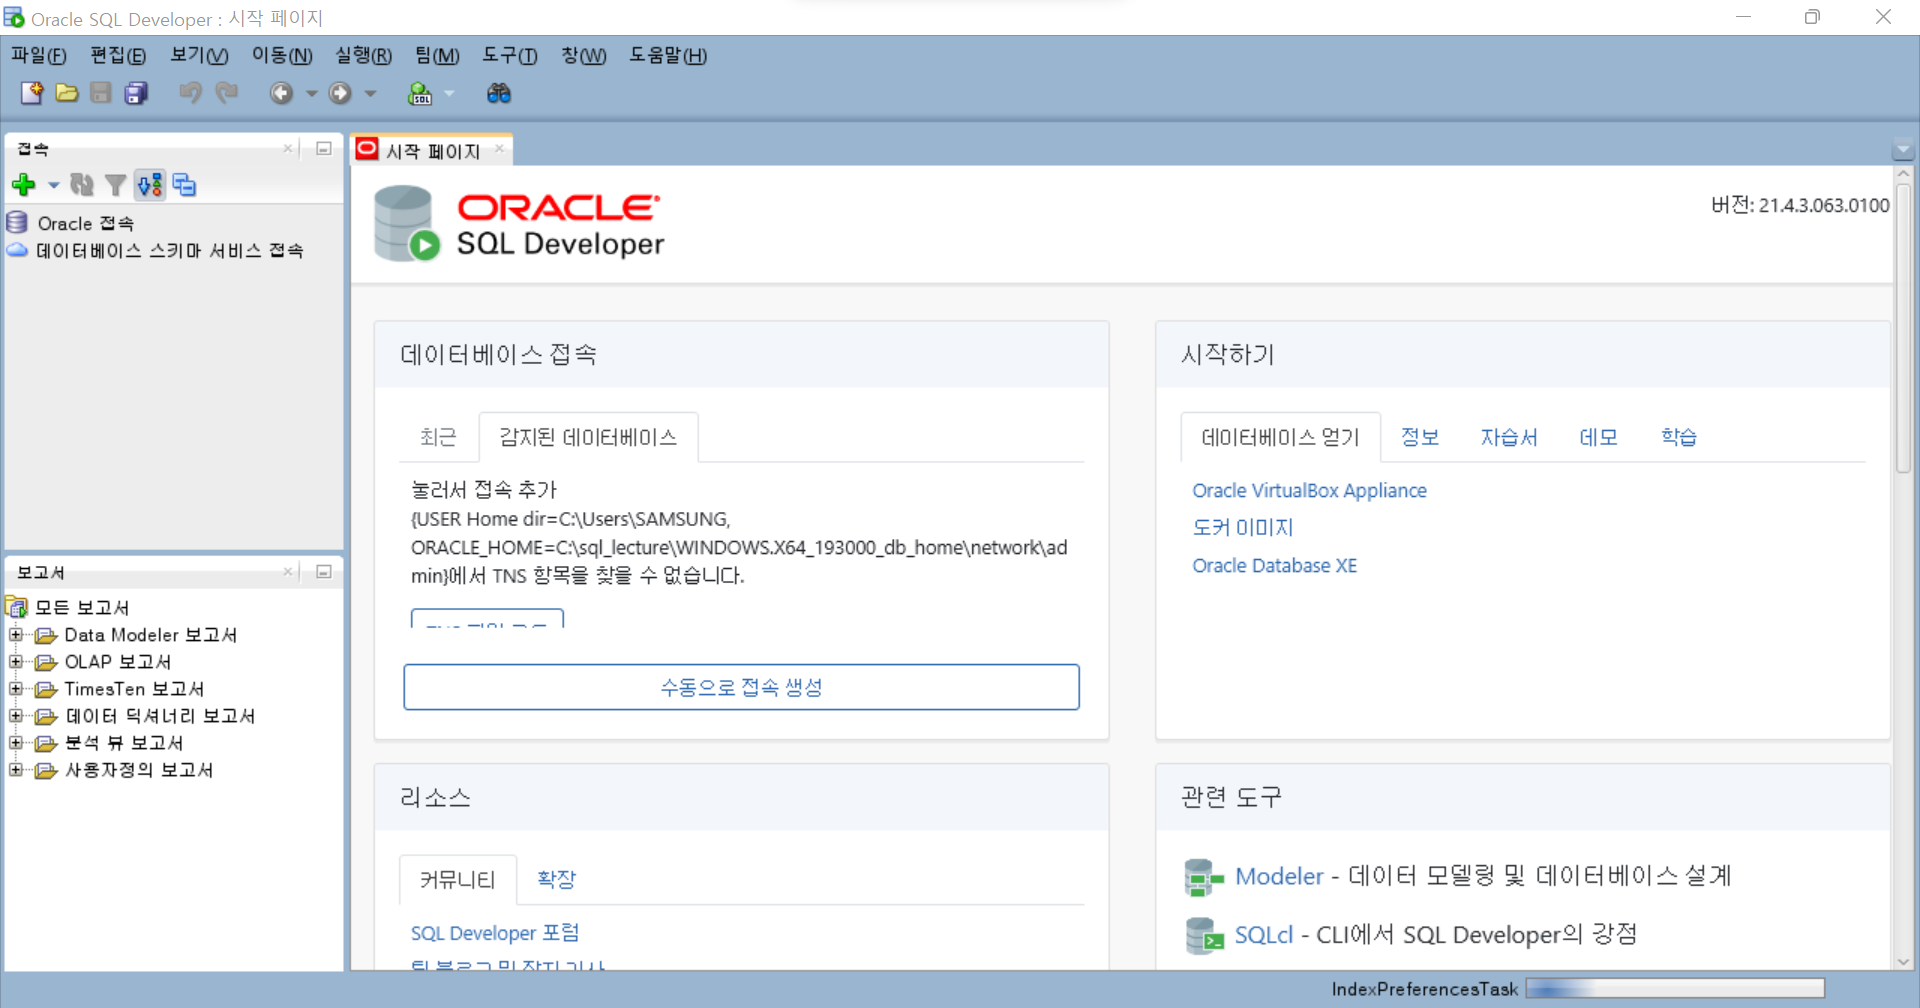 Oracle SQL Developer : 시작 페이지
파일(F) 편집(E) 보기(V) 이동(N) 실행(R) 팀(M) 도구(T) 창(W) 도움말(H)
SQL
접속
Oracle 접속
데이터베이스 스키마 서비스 접속
보고서
모든 보고서
Data Modeler 보고서
OLAP 보고서
TimesTen 보고서
데이터 딕셔너리 보고서
분석 뷰 보고서
사용자정의 보고서
시작 페이지
ORACLE
SQL Developer
버전: 21.4.3.063.0100
데이터베이스 접속
최근 감지된 데이터베이스
눌러서 접속 추가
{USER Home dir=C:\Users\SAMSUNG,
ORACLE_HOME=C:\sql_lecture\WINDOWS.X64_193000_db_home\network\ad
min}에서 TNS 항목을 찾을 수 없습니다.
수동으로 접속 생성
시작하기
데이터베이스 얻기 정보 자습서 데모 학습
Oracle VirtualBox Appliance
도커 이미지
Oracle Database XE
리소스
커뮤니티 확장
SQL Developer 포럼
관련 도구
Modeler - 데이터 모델링 및 데이터베이스 설계
SQLcl - CLI에서 SQL Developer의 강점
IndexPreferencesTask